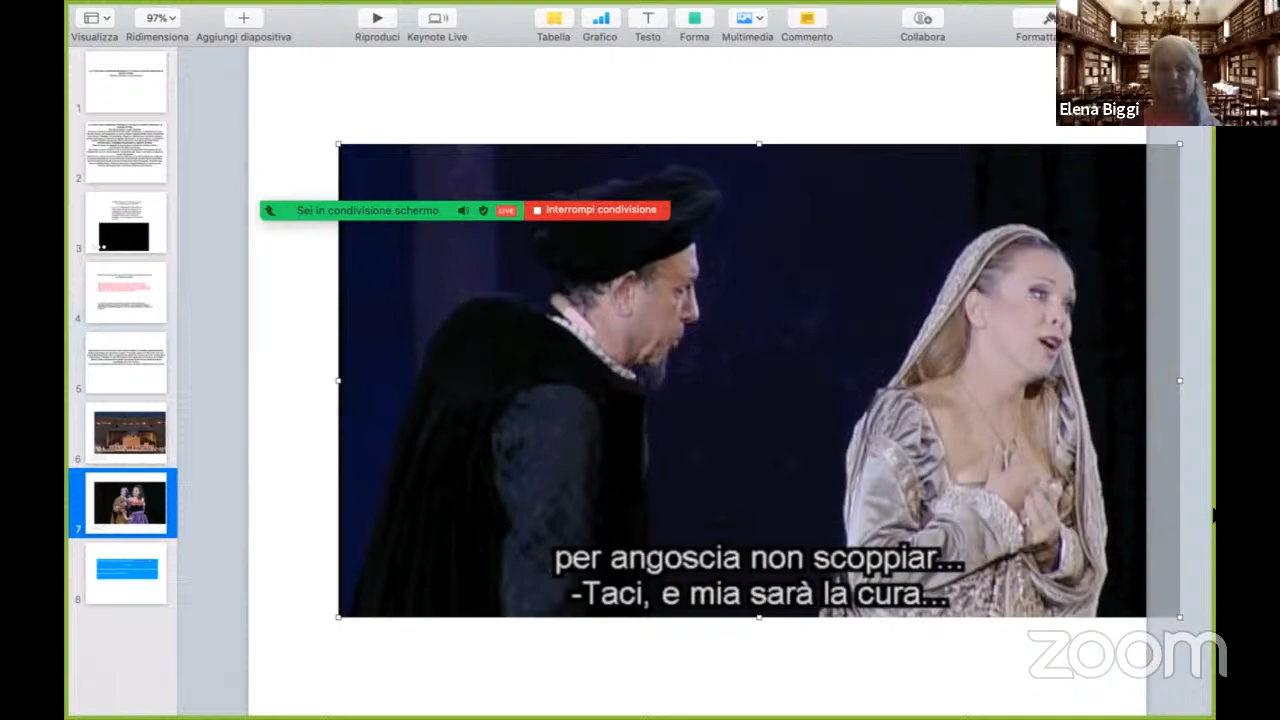 97%
Visualizza
Ridimensiona
Aggiungi diapositiva
Riproduci
Keynote Live
Tabella
Grafico
Testo
Forma
Multimedia
Commento
Collabora
Formatta
Elena Biggi
Sei in condivisione schermo
LIVE
Interrompi condivisione
1
2
3
4
5
6
7
8
per angoscia non scoppiar...
-Taci, e mia sarà la cura...
zoom